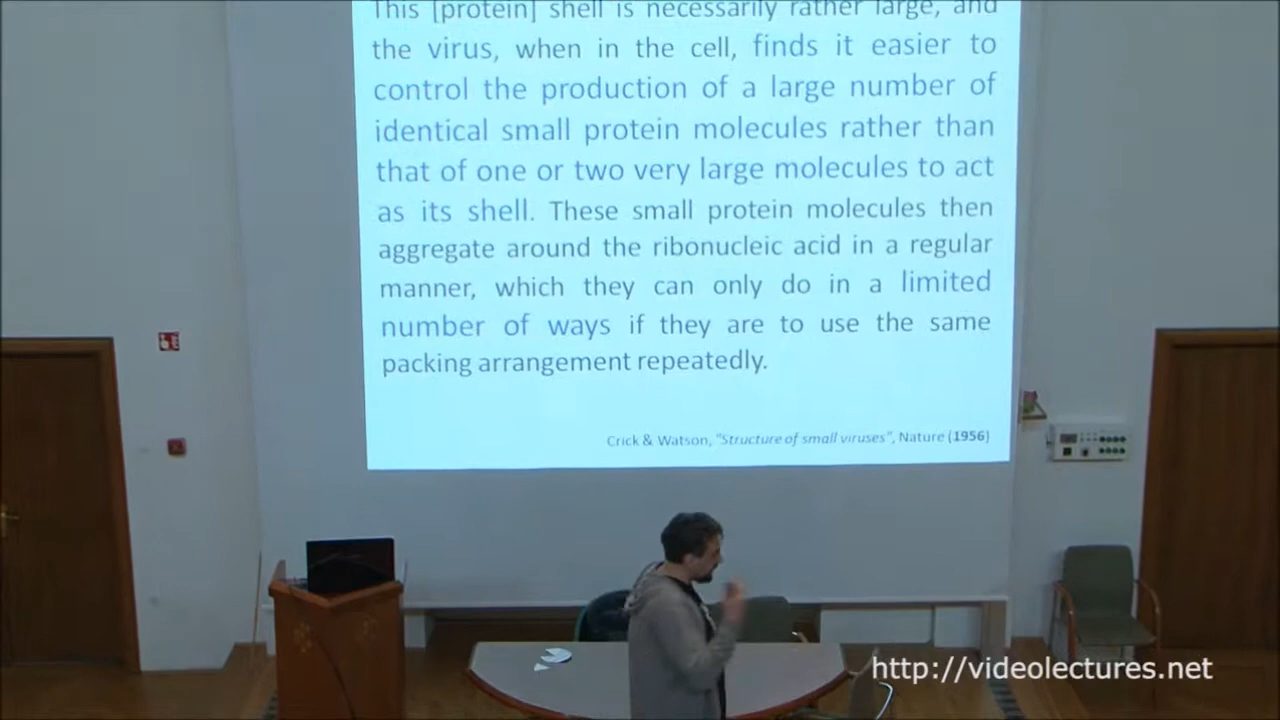 This [protein] shell is necessarily rather large, and
the virus, when in the cell, finds it easier to
control the production of a large number of
identical small protein molecules rather than
that of one or two very large molecules to act
as its shell. These small protein molecules then
aggregate around the ribonucleic acid in a regular
manner, which they can only do in a limited
number of ways if they are to use the same
packing arrangement repeatedly.
Crick & Watson, "Structure of small viruses", Nature (1956)
http://videolectures.net